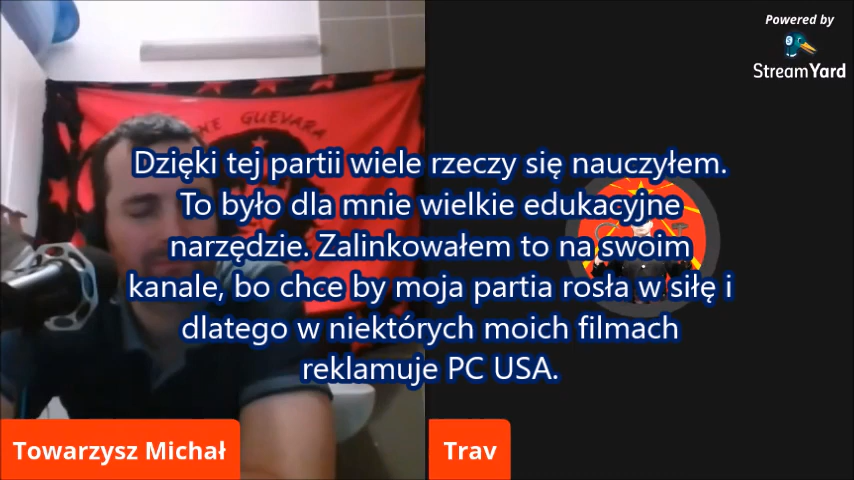 Powered by
StreamYard
NE GUEVARA
Dzięki tej partii wiele rzeczy się nauczyłem.
To było dla mnie wielkie edukacyjne
narzędzie. Zalinkowałem to na swoim
kanale, bo chce by moja partia rosła w siłę i
dlatego w niektórych moich filmach
reklamuje PC USA.
Towarzysz Michał
Trav